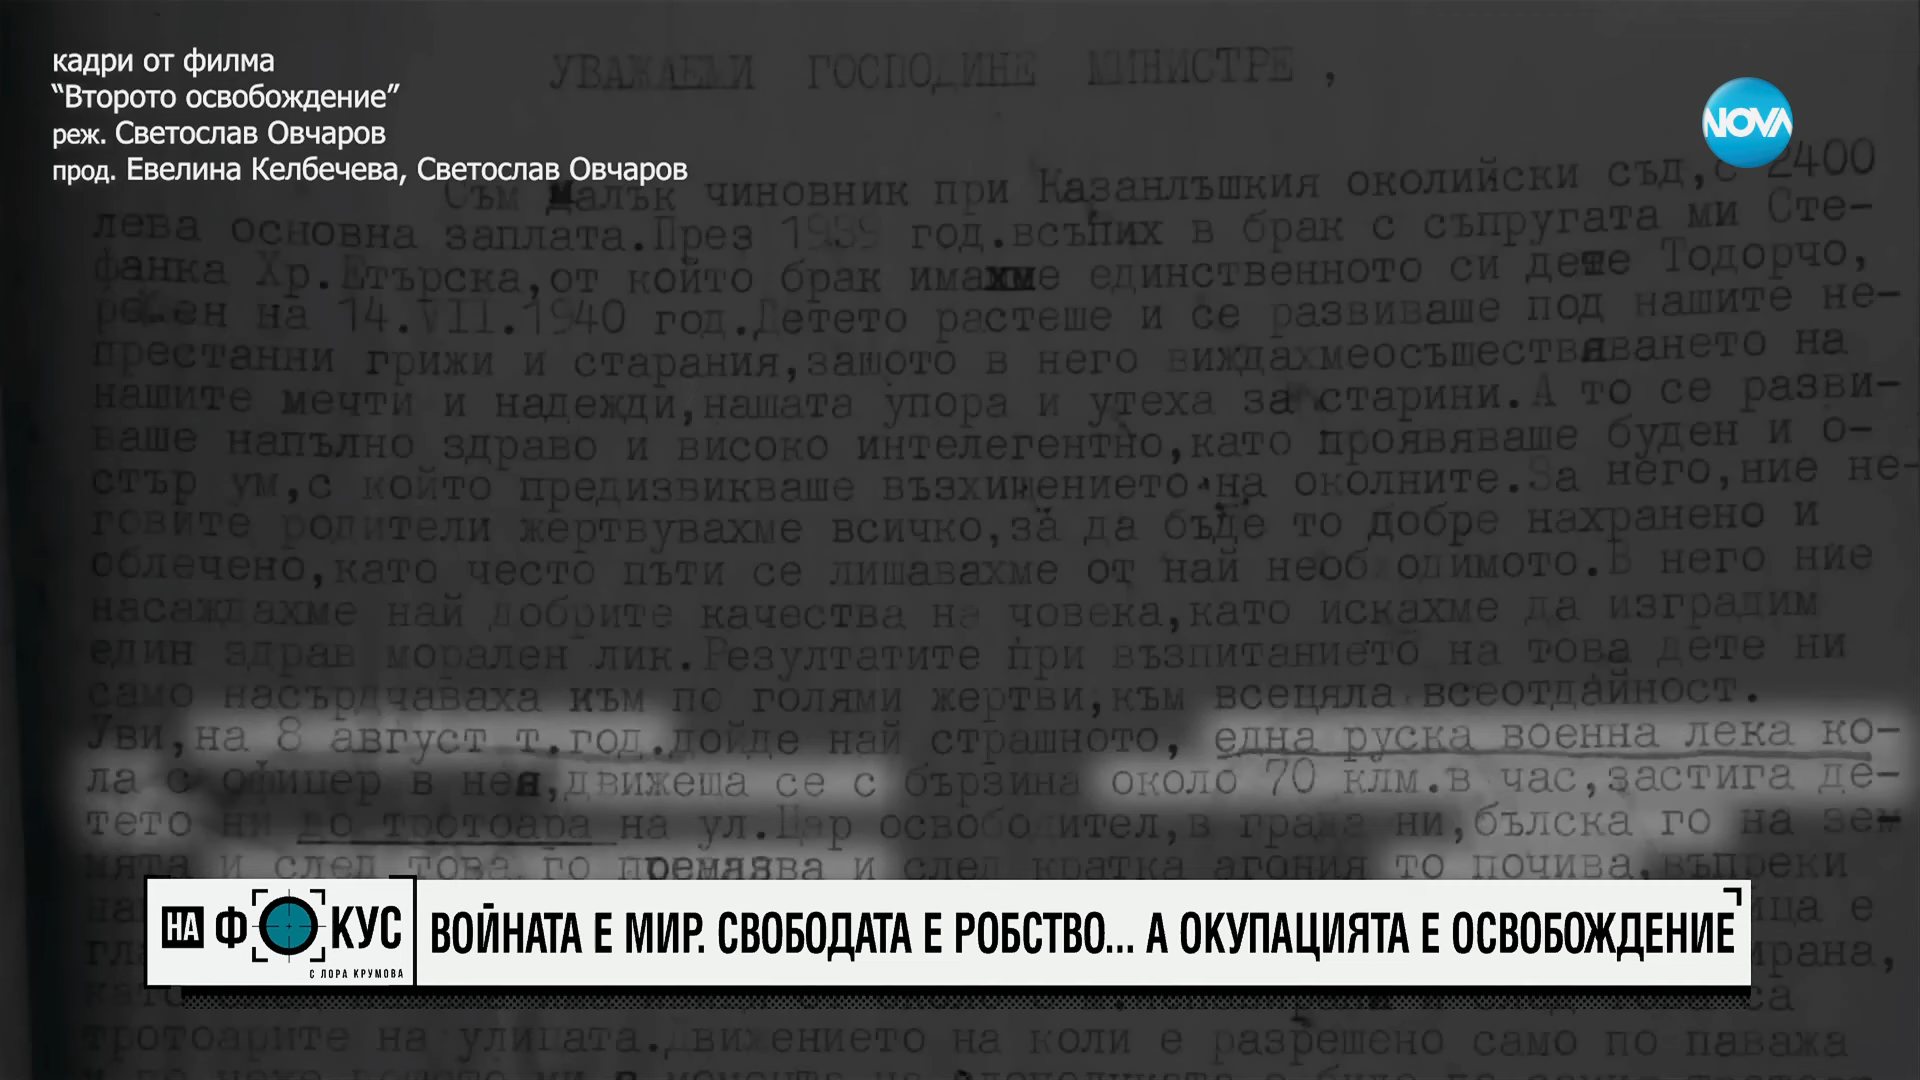 кадри от филма
“Второто освобождение”
реж. Светослав Овчаров
прод. Евелина Келбечева, Светослав Овчаров
NOVA
УВАЖАЕМИ ГОСПОДИНЕ МИНИСТРЕ,
Съм малък чиновник при Казанлъшкия околийски съд, с 2400
лева основна заплата.През 1939 год.встъпих в брак с съпругата ми Сте-
фанка Хр.Етърска,от който брак имахме единственното си дете Тодорчо,
роден на 14.VII.1940 год.Детето растеше и се развиваше под нашите не-
престанни грижи и старания,зашото в него виждахмеосъшествяването на
нашите мечти и надежди,нашата упора и утеха за старини.А то се разви-
ваше напълно здраво и високо интелегентно,като проявяваше буден и о-
стър ум,с който предизвикваше възхищението на околните.За него,ние не-
говите родители жертвувахме всичко,за да бъде то добре нахранено и
облечено,като често пъти се лишавахме от най необходимото.В него ние
насаждахме най добрите качества на човека,като искахме да изградим
един здрав морален лик.Резултатите при възпитанието на това дете ни
само насърдчаваха към по голями жертви,към всецяла всеотдайност.
Уви,на 8 август т.год.дойде най страшното, една руска военна лека ко-
ла с офицер в нея,движеша се с бързина около 70 клм.в час,застига де-
тето ни до тротоара на ул.Цар освободител,в града ни,бълска го на зем-
мята и след това го премазва и след кратка агония то почива,въпреки
НА ФОКУС
С ЛОРА КРУМОВА
ВОЙНАТА Е МИР. СВОБОДАТА Е РОБСТВО... А ОКУПАЦИЯТА Е ОСВОБОЖДЕНИЕ
тротоарите на улицата.Движението на коли е разрешено само по паважа